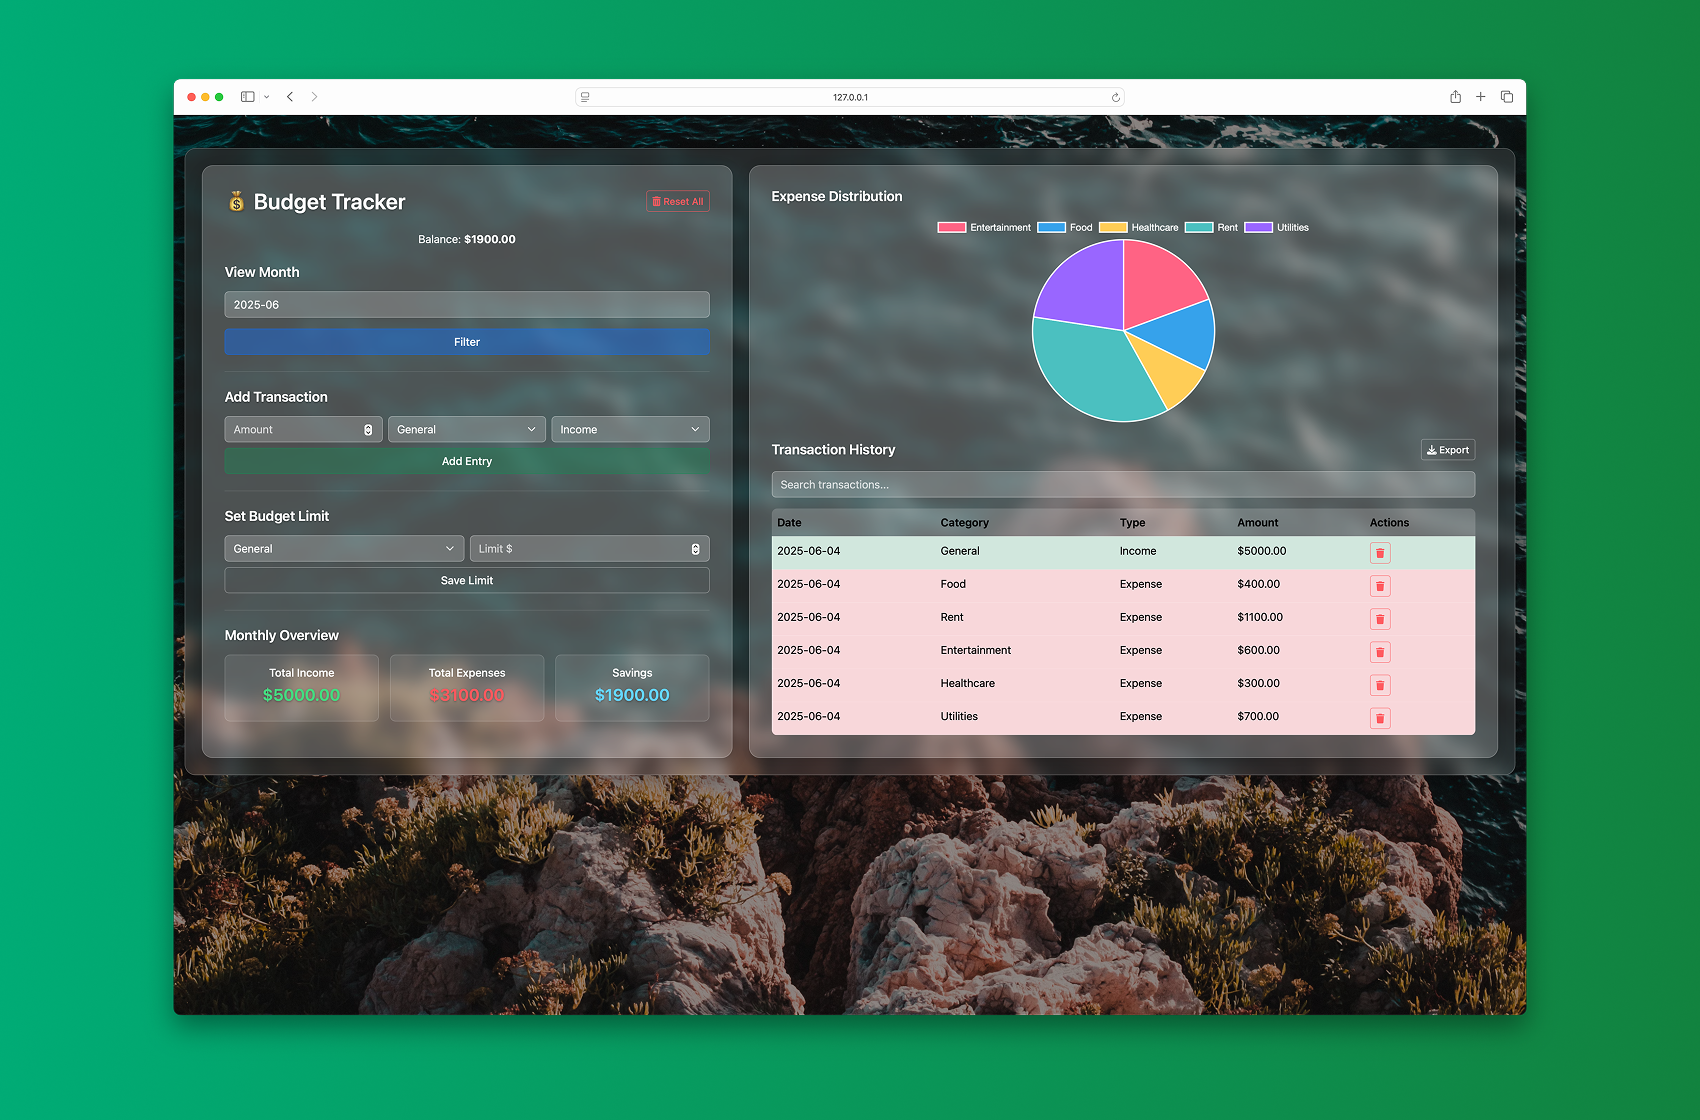 127.0.0.1
💰 Budget Tracker
Reset All
Balance: $1900.00
View Month
2025-06
Filter
Add Transaction
Amount General Income
Add Entry
Set Budget Limit
General Limit $
Save Limit
Monthly Overview
Total Income Total Expenses Savings
$5000.00 $3100.00 $1900.00
Expense Distribution
Entertainment Food Healthcare Rent Utilities
Transaction History
Export
Search transactions...
Date Category Type Amount Actions
2025-06-04 General Income $5000.00
2025-06-04 Food Expense $400.00
2025-06-04 Rent Expense $1100.00
2025-06-04 Entertainment Expense $600.00
2025-06-04 Healthcare Expense $300.00
2025-06-04 Utilities Expense $700.00